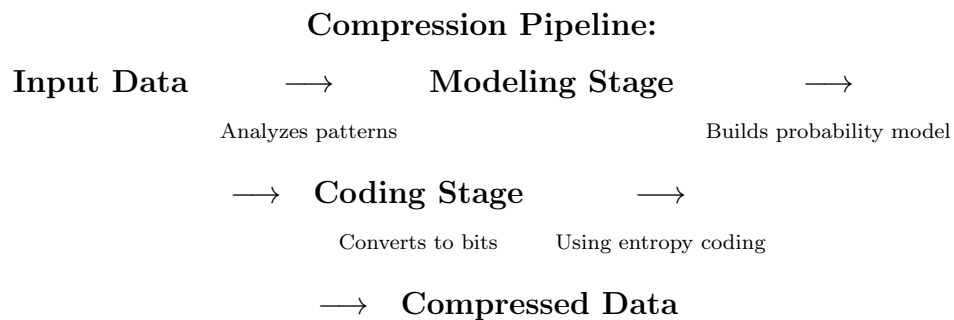 Compression Pipeline:
Input Data ⟶ Modeling Stage ⟶
Analyzes patterns Builds probability model
⟶ Coding Stage ⟶
Converts to bits Using entropy coding
⟶ Compressed Data